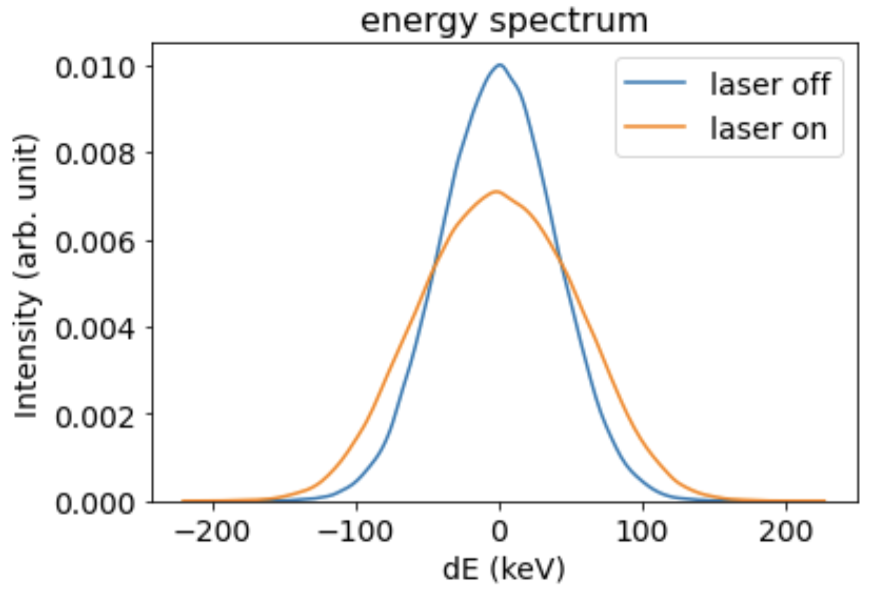 energy spectrum
laser off
laser on
Intensity (arb. unit)
0.010
0.008
0.006
0.004
0.002
0.000
−200
−100
0
100
200
dE (keV)